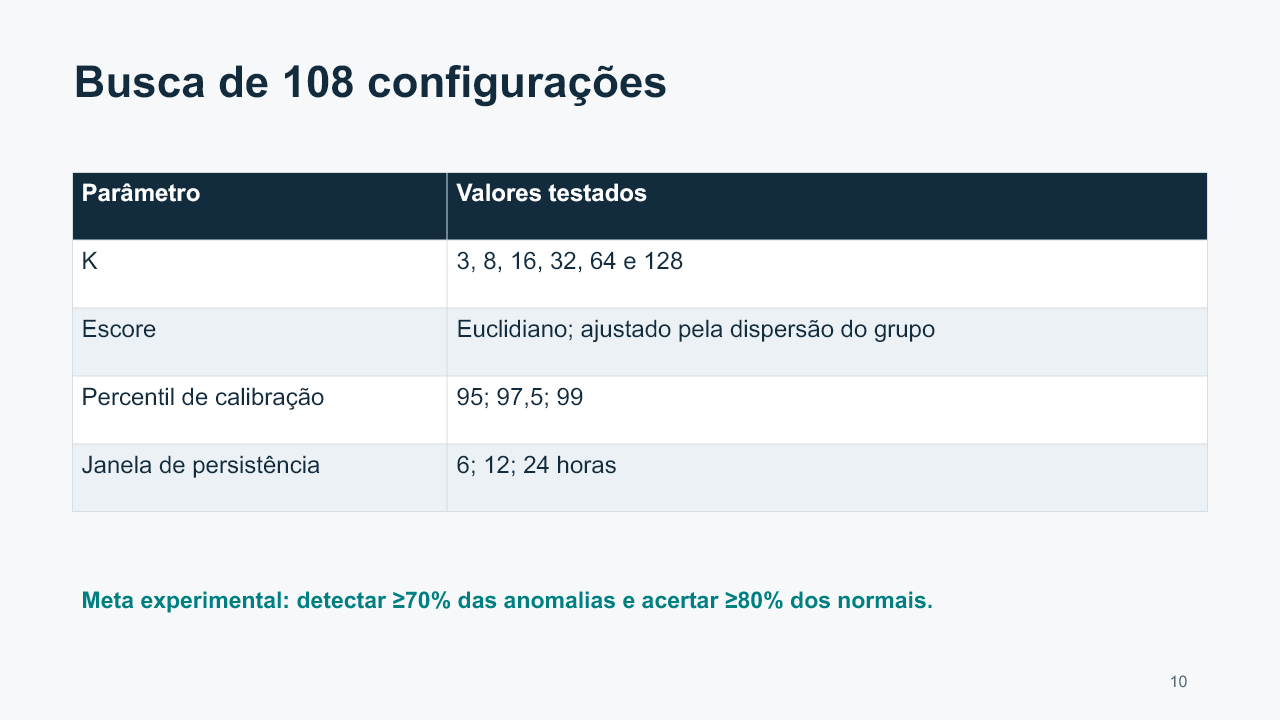 Busca de 108 configurações
Parâmetro Valores testados
K 3, 8, 16, 32, 64 e 128
Escore Euclidiano; ajustado pela dispersão do grupo
Percentil de calibração 95; 97,5; 99
Janela de persistência 6; 12; 24 horas
Meta experimental: detectar ≥70% das anomalias e acertar ≥80% dos normais.
10